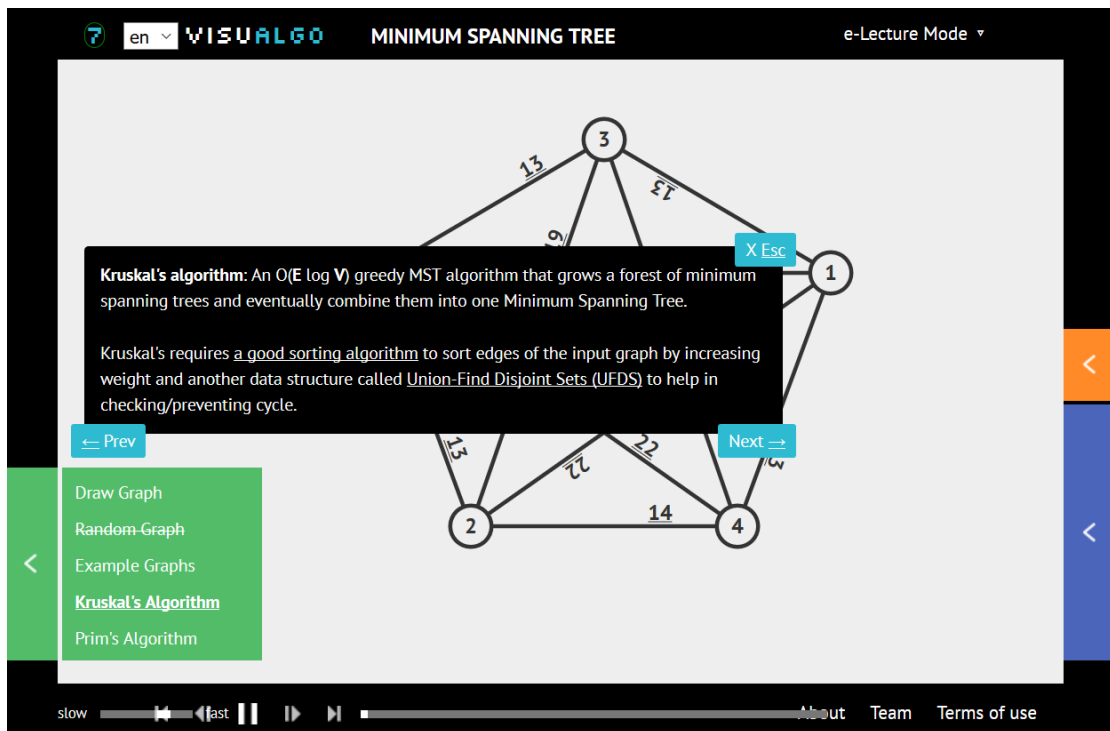 7 en VISUALGO MINIMUM SPANNING TREE e-Lecture Mode ▿
3
13
13
19
X Esc
1
Kruskal's algorithm: An O(E log V) greedy MST algorithm that grows a forest of minimum
spanning trees and eventually combine them into one Minimum Spanning Tree.
Kruskal's requires a good sorting algorithm to sort edges of the input graph by increasing
weight and another data structure called Union-Find Disjoint Sets (UFDS) to help in
checking/preventing cycle.
← Prev
Next →
13
22
22
14
2
4
Draw Graph
Random Graph
Example Graphs
Kruskal's Algorithm
Prim's Algorithm
slow fast About Team Terms of use